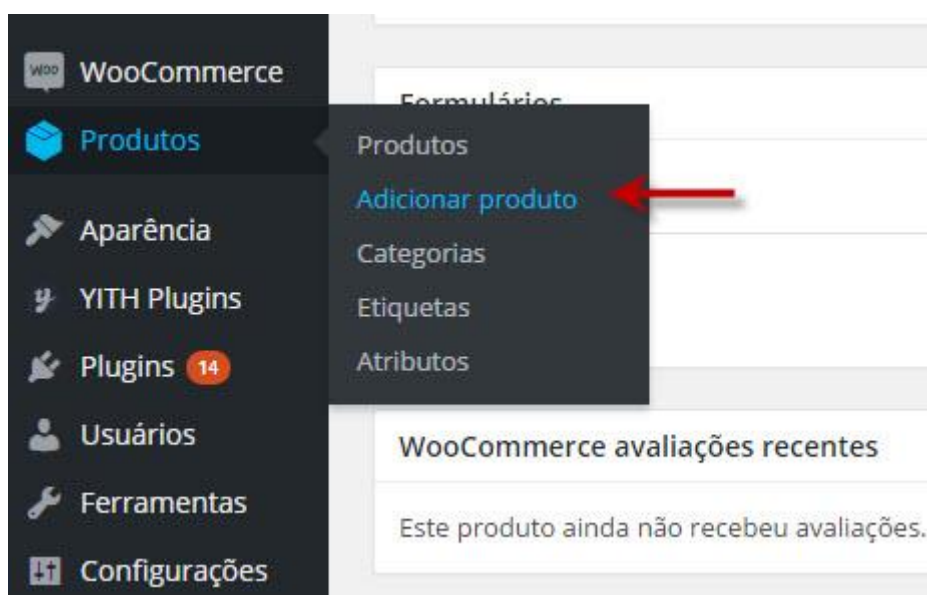 WooCommerce
Produtos
Aparência
YITH Plugins
Plugins 14
Usuários
Ferramentas
Configurações
Produtos
Adicionar produto
Categorias
Etiquetas
Atributos
Formulários
WooCommerce avaliações recentes
Este produto ainda não recebeu avaliações.